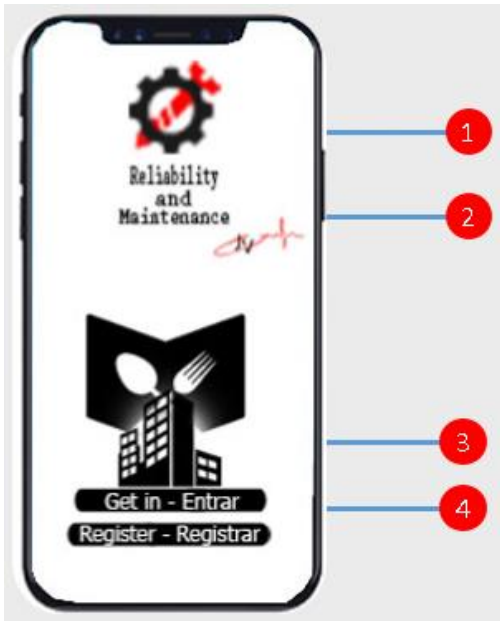 Reliability
and
Maintenance
1
2
3
Get in - Entrar
4
Register - Registrar